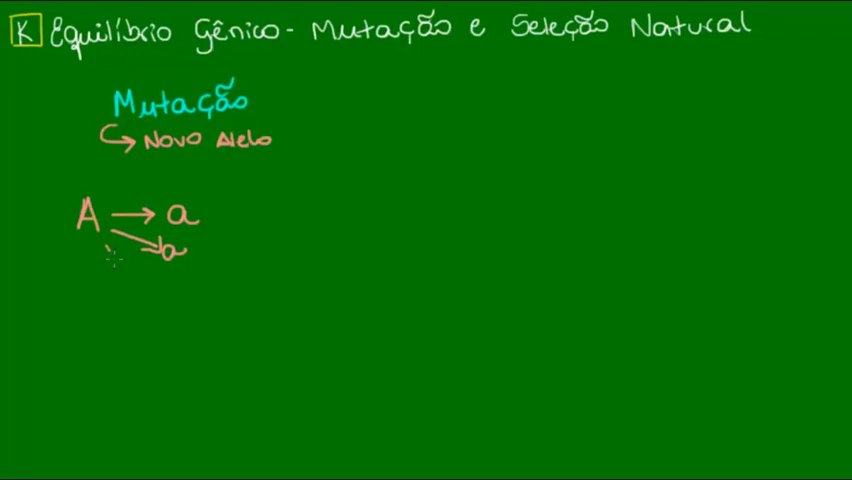 K Equilíbrio Gênico - Mutação e Seleção Natural
Mutação
↳ Novo Alelo
A → a
a